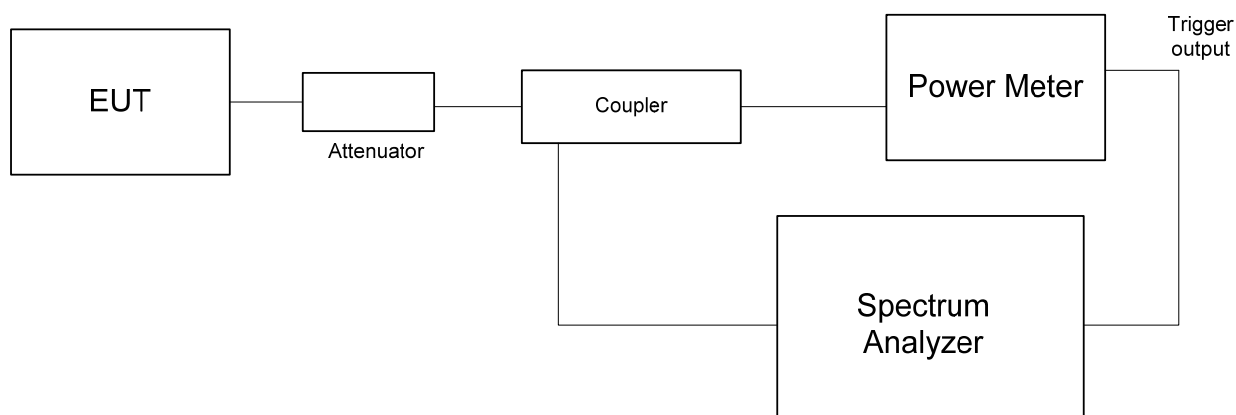 EUT
Attenuator
Coupler
Power Meter
Trigger
output
Spectrum
Analyzer